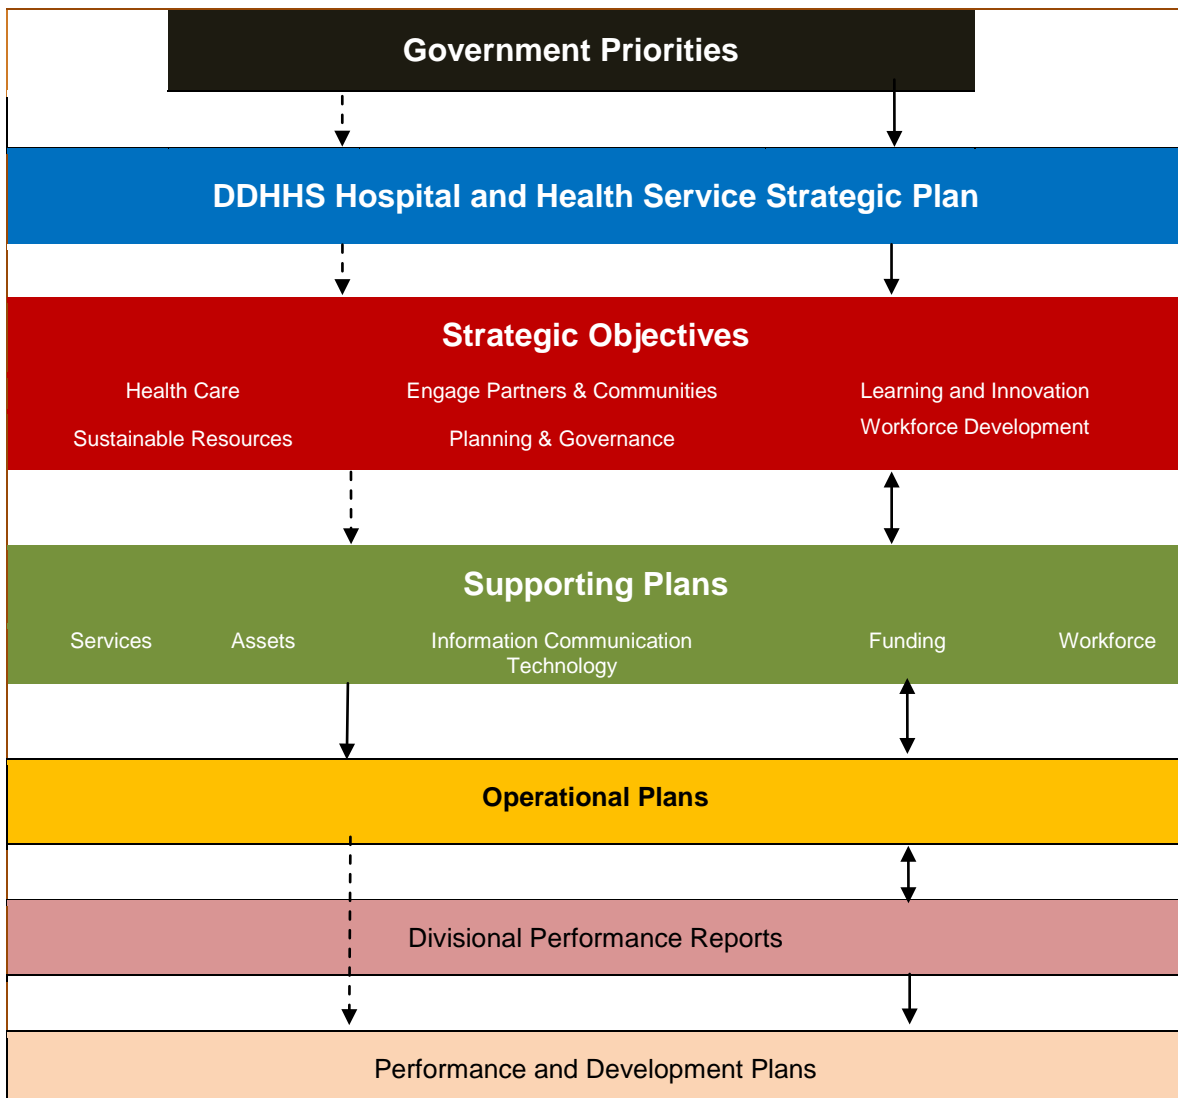 Government Priorities
DDHHS Hospital and Health Service Strategic Plan
Strategic Objectives
Health Care
Engage Partners & Communities
Learning and Innovation
Sustainable Resources
Planning & Governance
Workforce Development
Supporting Plans
Services
Assets
Information Communication
Technology
Funding
Workforce
Operational Plans
Divisional Performance Reports
Performance and Development Plans